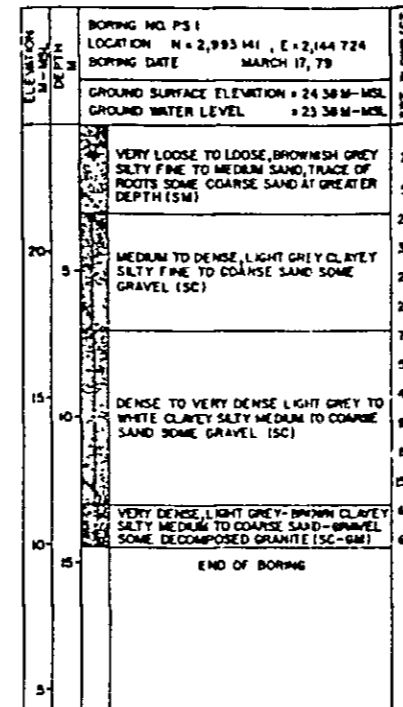 ELEVATION
M-MSL
DEPTH
M
BORING NO. PS 1
LOCATION N = 2,993 141 , E = 2,144 724
BORING DATE MARCH 17, 79
GROUND SURFACE ELEVATION = 24.38 M-MSL
GROUND WATER LEVEL = 23.38 M-MSL
VERY LOOSE TO LOOSE, BROWNISH GREY
SILTY FINE TO MEDIUM SAND, TRACE OF
ROOTS SOME COARSE SAND AT GREATER
DEPTH (SM)
20
5
MEDIUM TO DENSE, LIGHT GREY CLAYEY
SILTY FINE TO COARSE SAND SOME
GRAVEL (SC)
15
10
DENSE TO VERY DENSE LIGHT GREY TO
WHITE CLAYEY SILTY MEDIUM TO COARSE
SAND SOME GRAVEL (SC)
VERY DENSE, LIGHT GREY-BROWN CLAYEY
SILTY MEDIUM TO COARSE SAND-GRAVEL
SOME DECOMPOSED GRANITE (SC-GM)
10
15
END OF BORING
5